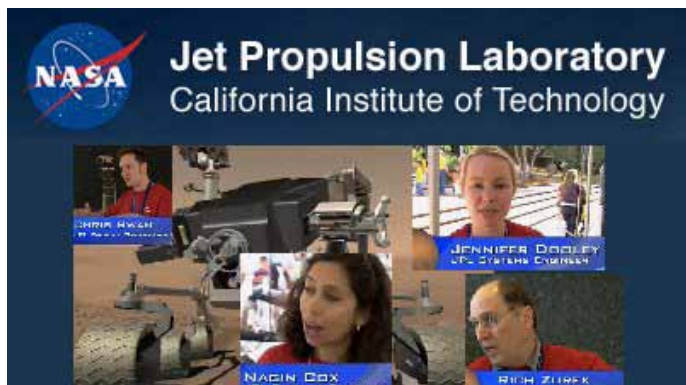 NASA
Jet Propulsion Laboratory
California Institute of Technology
JENNIFER DOOLEY
JPL SYSTEMS ENGINEER
NAGIN COX
RICH ZUREK